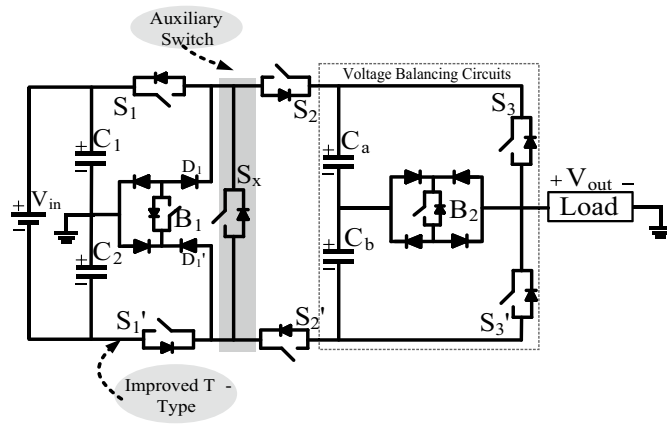 Auxiliary
Switch
Voltage Balancing Circuits
S1
S2
S3
C1
D1
Sx
Ca
+ Vout −
Vin
B1
B2
Load
C2
D1'
Cb
S1'
S2'
S3'
Improved T -
Type